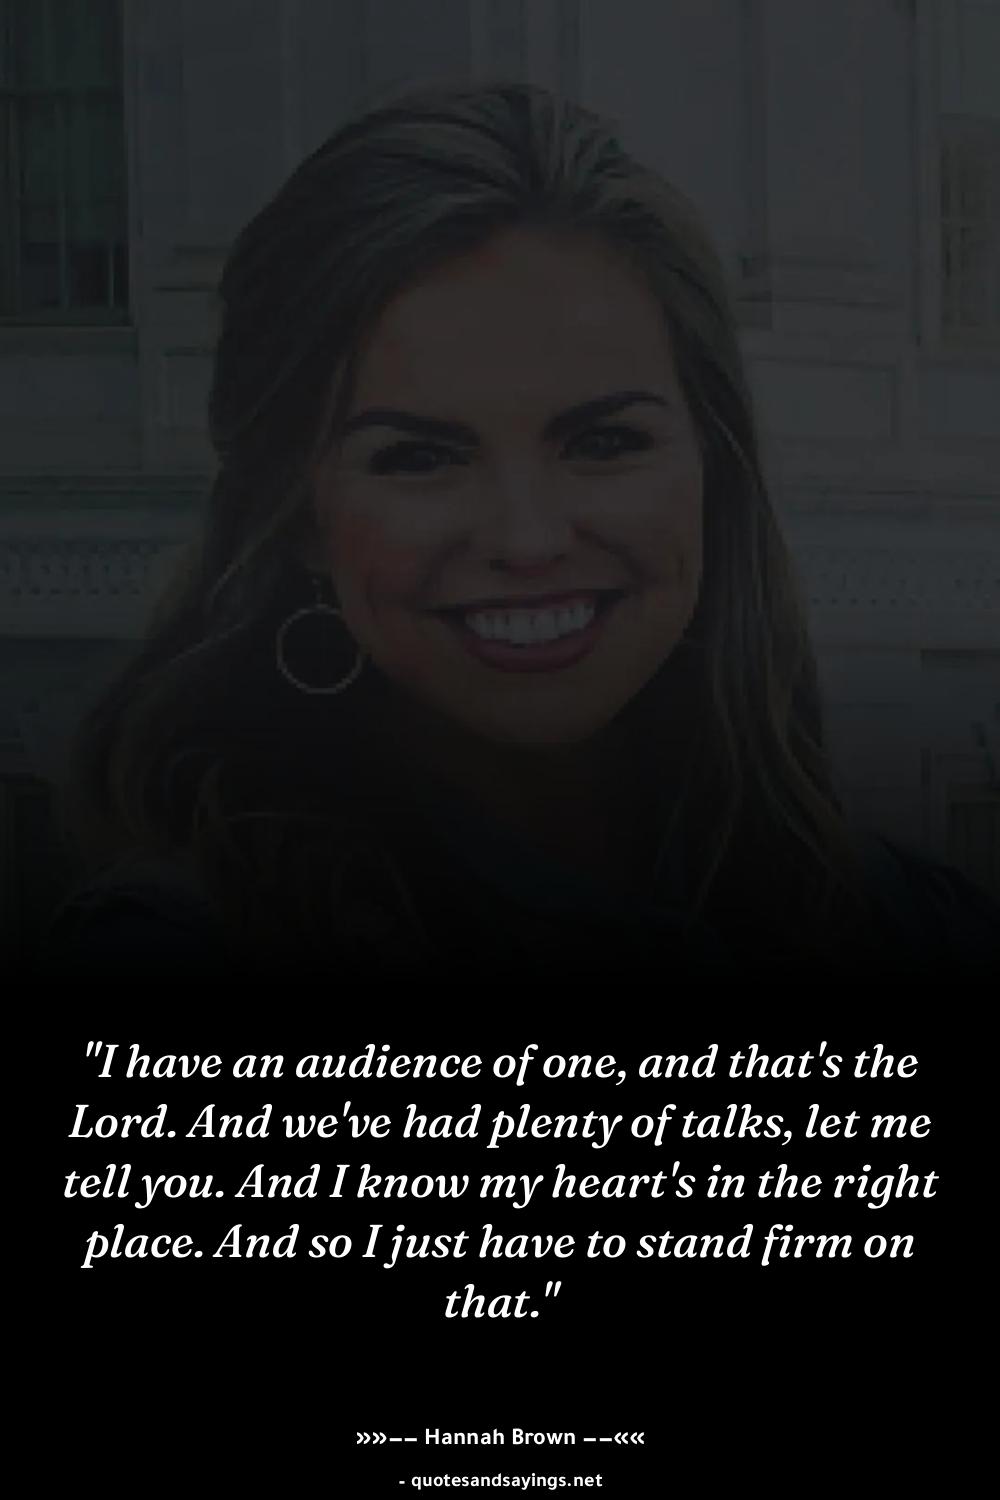 "I have an audience of one, and that's the
Lord. And we've had plenty of talks, let me
tell you. And I know my heart's in the right
place. And so I just have to stand firm on
that."
»»–– Hannah Brown ––««
- quotesandsayings.net